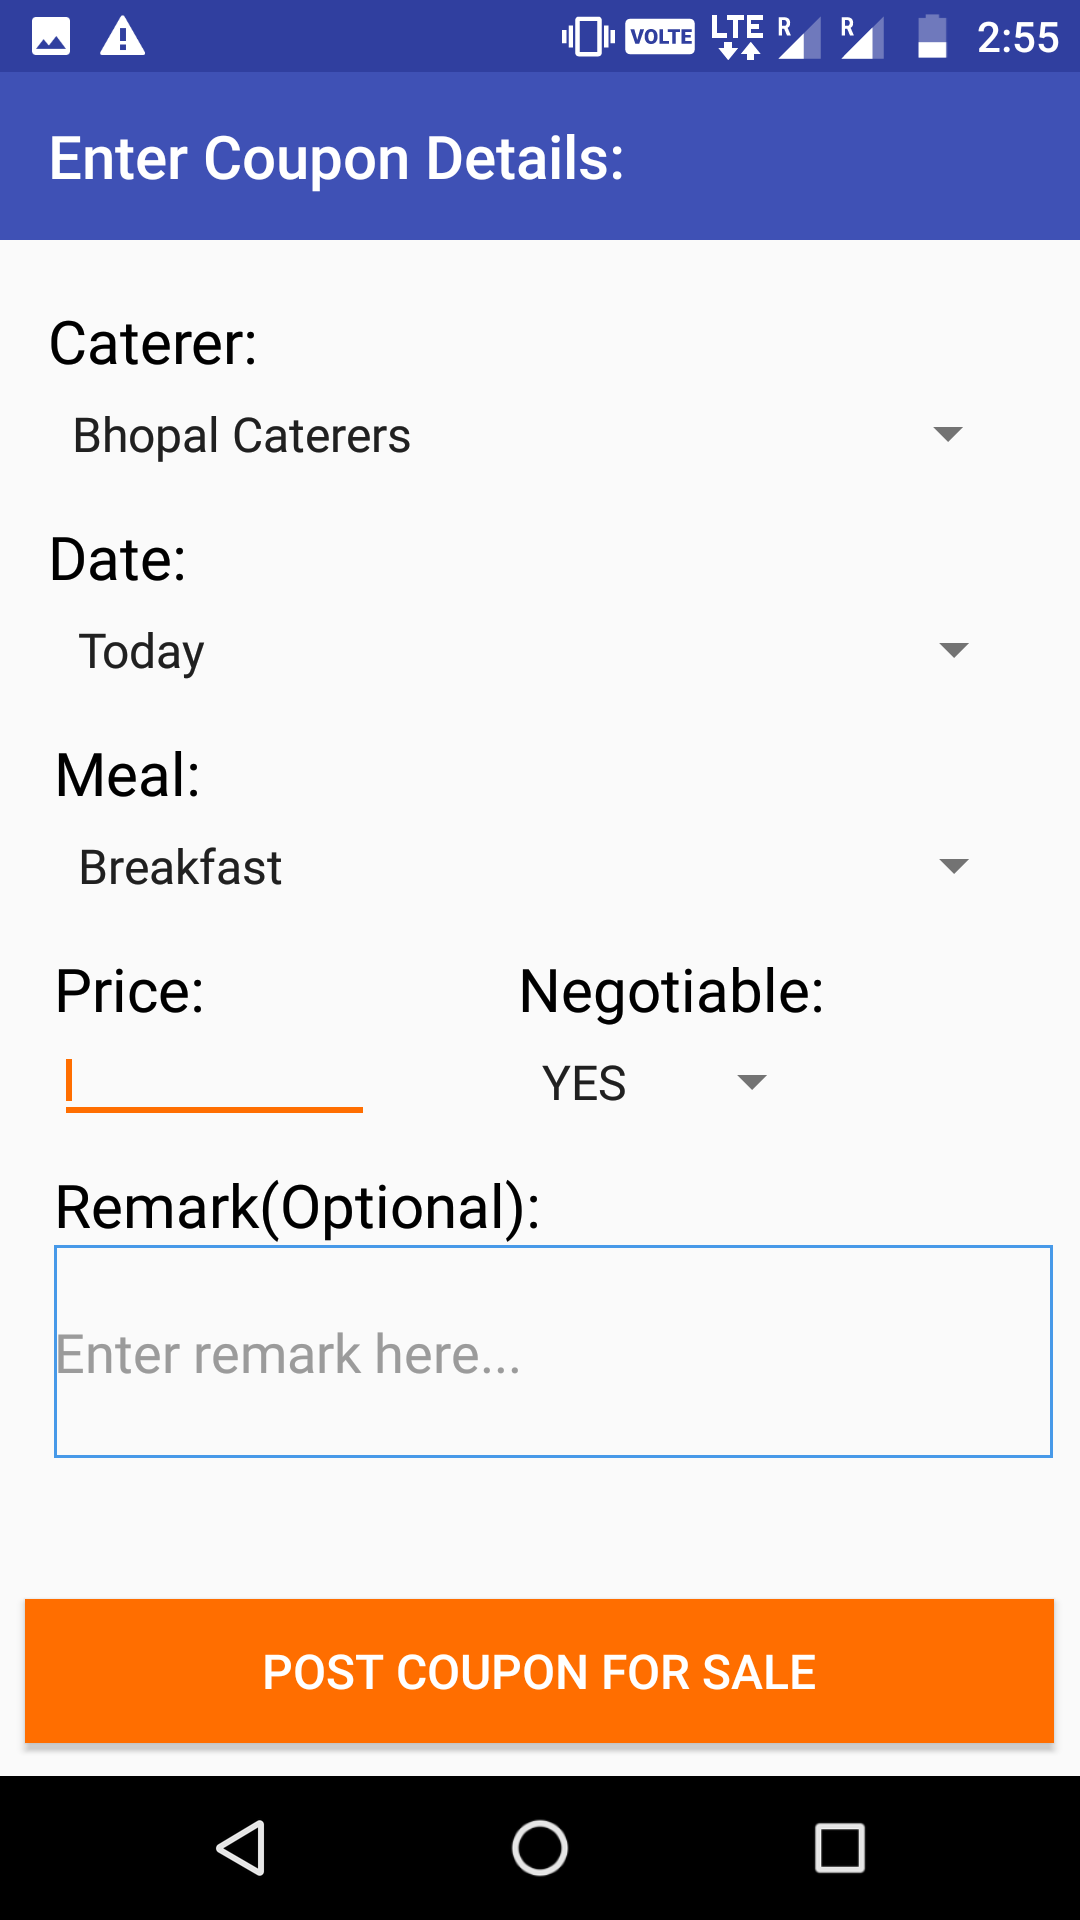 VOLTE LTE R R 2:55
Enter Coupon Details:
Caterer:
Bhopal Caterers
Date:
Today
Meal:
Breakfast
Price: Negotiable:
YES
Remark(Optional):
Enter remark here...
POST COUPON FOR SALE